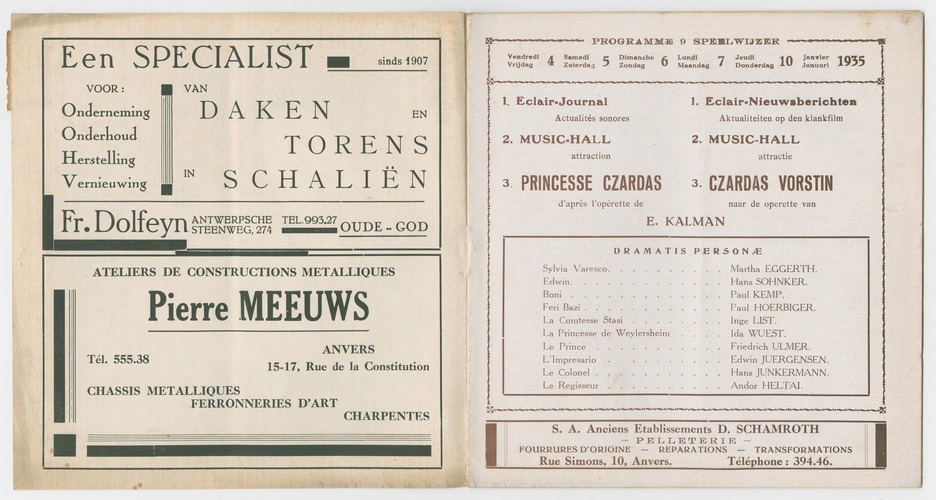 Een SPECIALIST sinds 1907
VOOR : VAN
Onderneming
Onderhoud
Herstelling
Vernieuwing
DAKEN EN
TORENS
IN SCHALIËN
Fr. Dolfeyn ANTWERPSCHE STEENWEG, 274 TEL. 993,27 OUDE - GOD
ATELIERS DE CONSTRUCTIONS METALLIQUES
Pierre MEEUWS
ANVERS
Tél. 555.38
15-17, Rue de la Constitution
CHASSIS METALLIQUES
FERRONNERIES D'ART
CHARPENTES
PROGRAMME 9 SPEELWIJZER
Vendredi Vrijdag 4 Samedi Zaterdag 5 Dimanche Zondag 6 Lundi Maandag 7 Jeudi Donderdag 10 Janvier Januari 1935
1. Eclair-Journal
Actualités sonores
2. MUSIC-HALL
attraction
3. PRINCESSE CZARDAS
d'après l'opérette de
1. Eclair-Nieuwsberichten
Aktualiteiten op den klankfilm
2. MUSIC-HALL
attractie
3. CZARDAS VORSTIN
naar de operette van
E. KALMAN
DRAMATIS PERSONÆ
Sylvia Varesco. . . . . . . . . . Martha EGGERTH.
Edwin. . . . . . . . . . . Hans SOHNKER.
Boni . . . . . . . . . . . Paul KEMP.
Feri Bazi . . . . . . . . . . . Paul HOERBIGER.
La Comtesse Stasi . . . . . . . . Inge LIST.
La Princesse de Weylersheim . . . . . Ida WUEST.
Le Prince . . . . . . . . . . Friedrich ULMER.
L'Impresario . . . . . . . . . Edwin JUERGENSEN.
Le Colonel . . . . . . . . . . Hans JUNKERMANN.
Le Regisseur . . . . . . . . . Andor HELTAI.
S. A. Anciens Etablissements D. SCHAMROTH
— PELLETERIE —
FOURRURES D'ORIGINE — REPARATIONS — TRANSFORMATIONS
Rue Simons, 10, Anvers. Téléphone : 394.46.